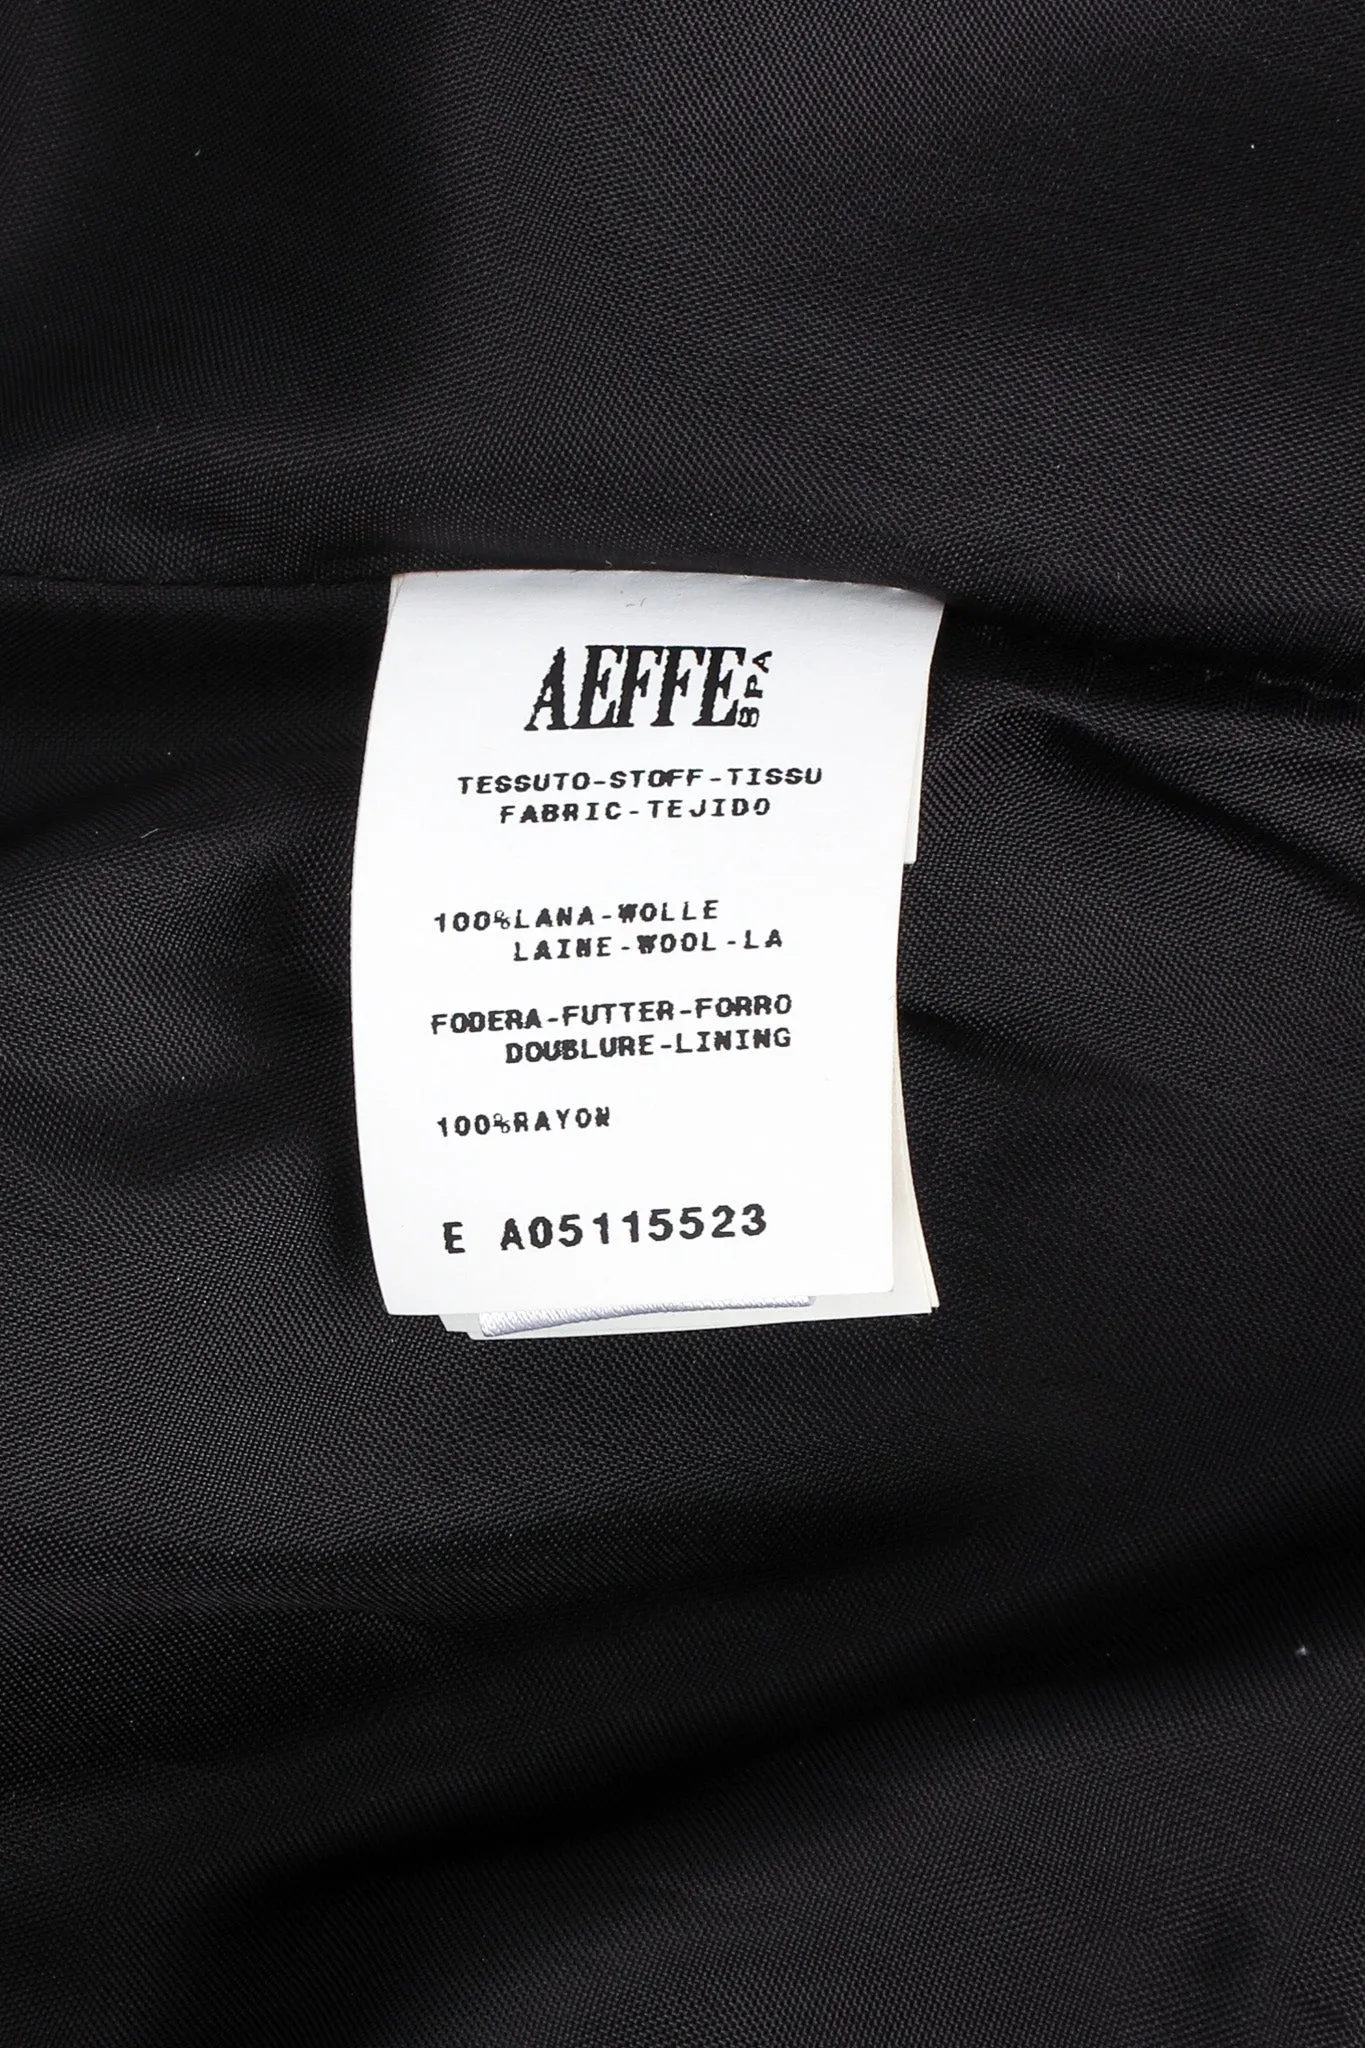 AEFFE SPA
TESSUTO-STOFF-TISSU
FABRIC-TEJIDO
100%LANA-WOLLE
LAINE-WOOL-LA
FODERA-FUTTER-FORRO
DOUBLURE-LINING
100%RAYON
E A05115523